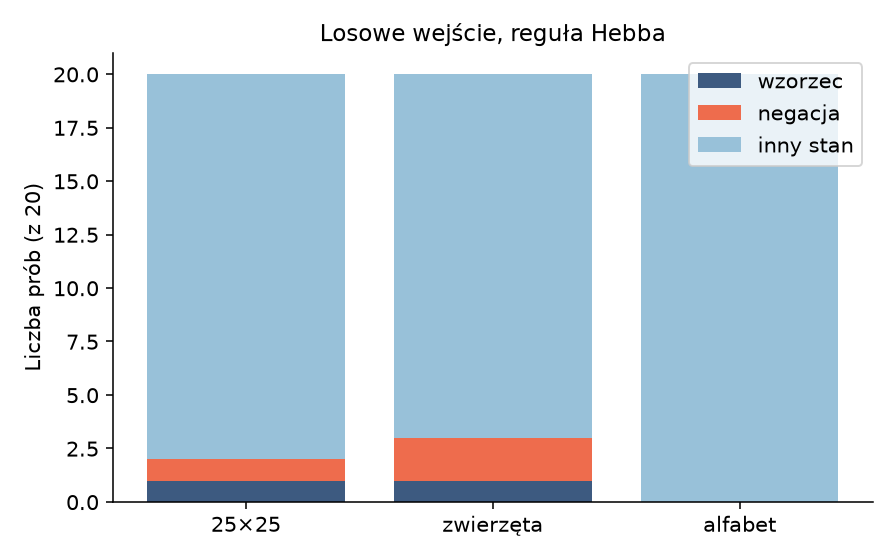 Losowe wejście, reguła Hebba
Liczba prób (z 20)
20.0
17.5
15.0
12.5
10.0
7.5
5.0
2.5
0.0
wzorzec
negacja
inny stan
25×25
zwierzęta
alfabet